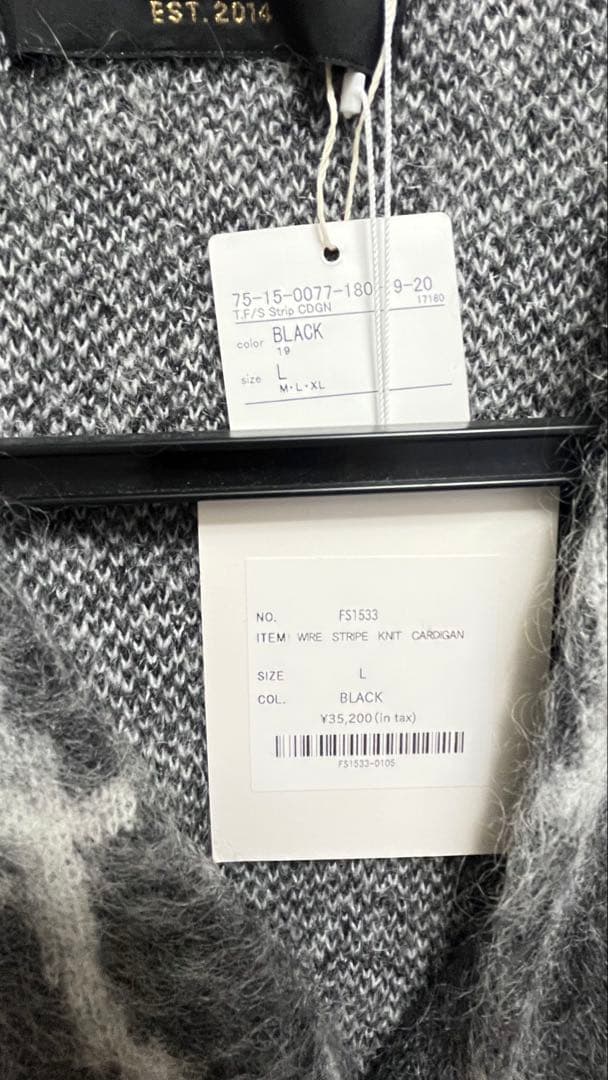 EST. 2014
75-15-0077-180 9-20
T.F/S Strip CDGN 17180
color BLACK
19
size L
M・L・XL
NO. FS1533
ITEM WIRE STRIPE KNIT CARDIGAN
SIZE L
COL. BLACK
¥35,200(in tax)
FS1533-0105